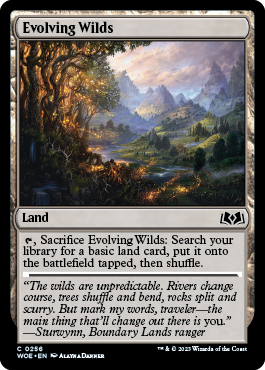 Evolving Wilds
Land
, Sacrifice Evolving Wilds: Search your
library for a basic land card, put it onto
the battlefield tapped, then shuffle.
“The wilds are unpredictable. Rivers change
course, trees shuffle and bend, rocks split and
scurry. But mark my words, traveler—the
main thing that’ll change out there is you.”
—Sturwynn, Boundary Lands ranger
C 0256
WOE • EN Alayna Danner
™ & © 2023 Wizards of the Coast